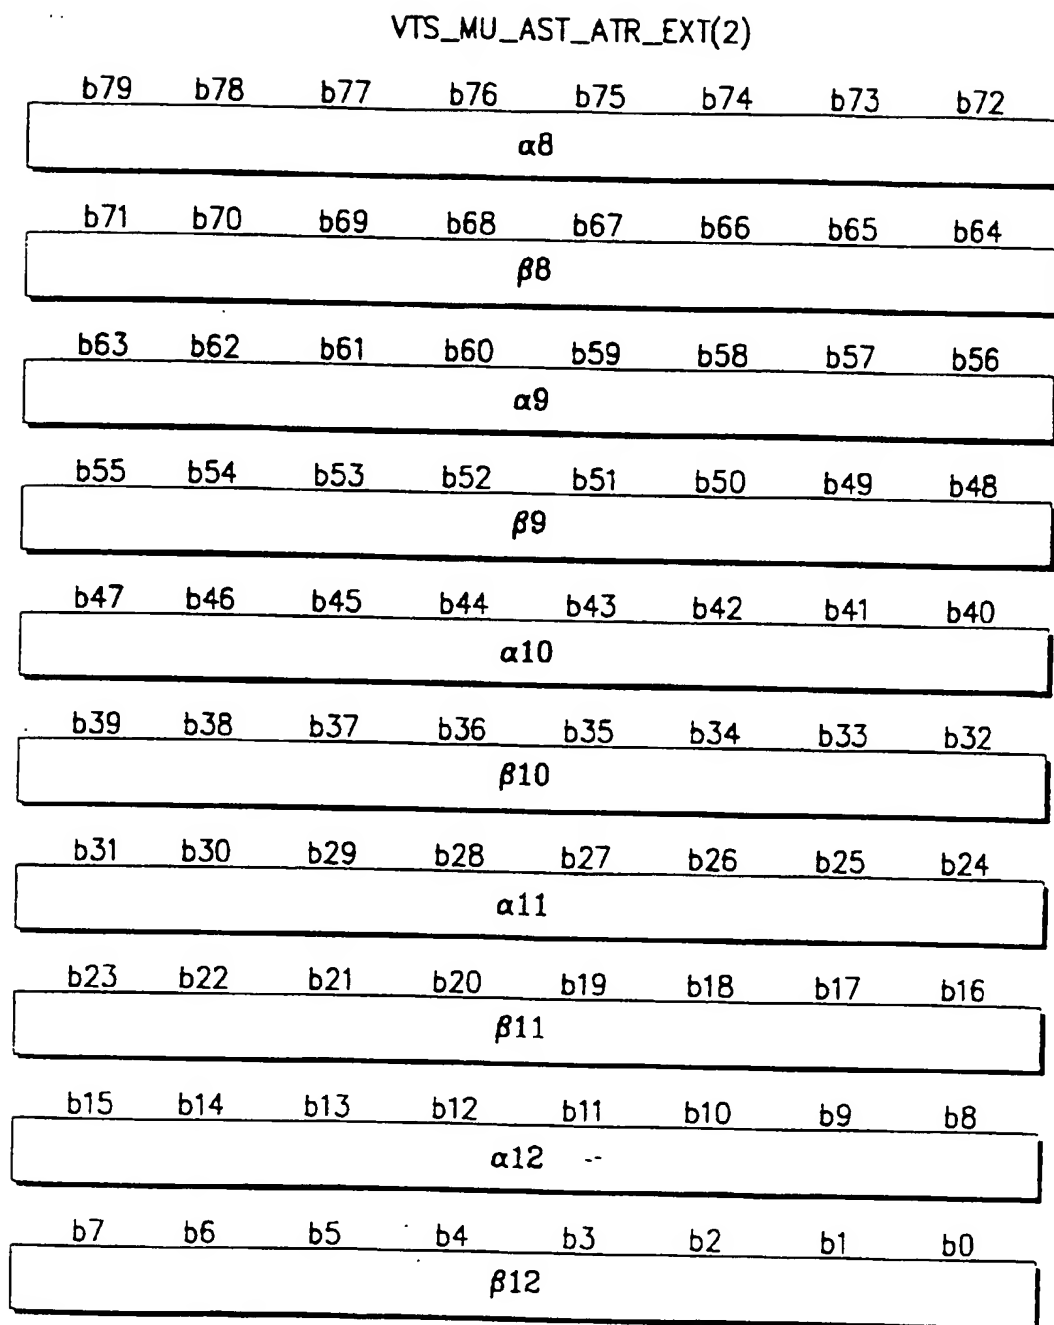 VTS_MU_AST_ATR_EXT(2)
b79 b78 b77 b76 b75 b74 b73 b72
α8
b71 b70 b69 b68 b67 b66 b65 b64
β8
b63 b62 b61 b60 b59 b58 b57 b56
α9
b55 b54 b53 b52 b51 b50 b49 b48
β9
b47 b46 b45 b44 b43 b42 b41 b40
α10
b39 b38 b37 b36 b35 b34 b33 b32
β10
b31 b30 b29 b28 b27 b26 b25 b24
α11
b23 b22 b21 b20 b19 b18 b17 b16
β11
b15 b14 b13 b12 b11 b10 b9 b8
α12
b7 b6 b5 b4 b3 b2 b1 b0
β12